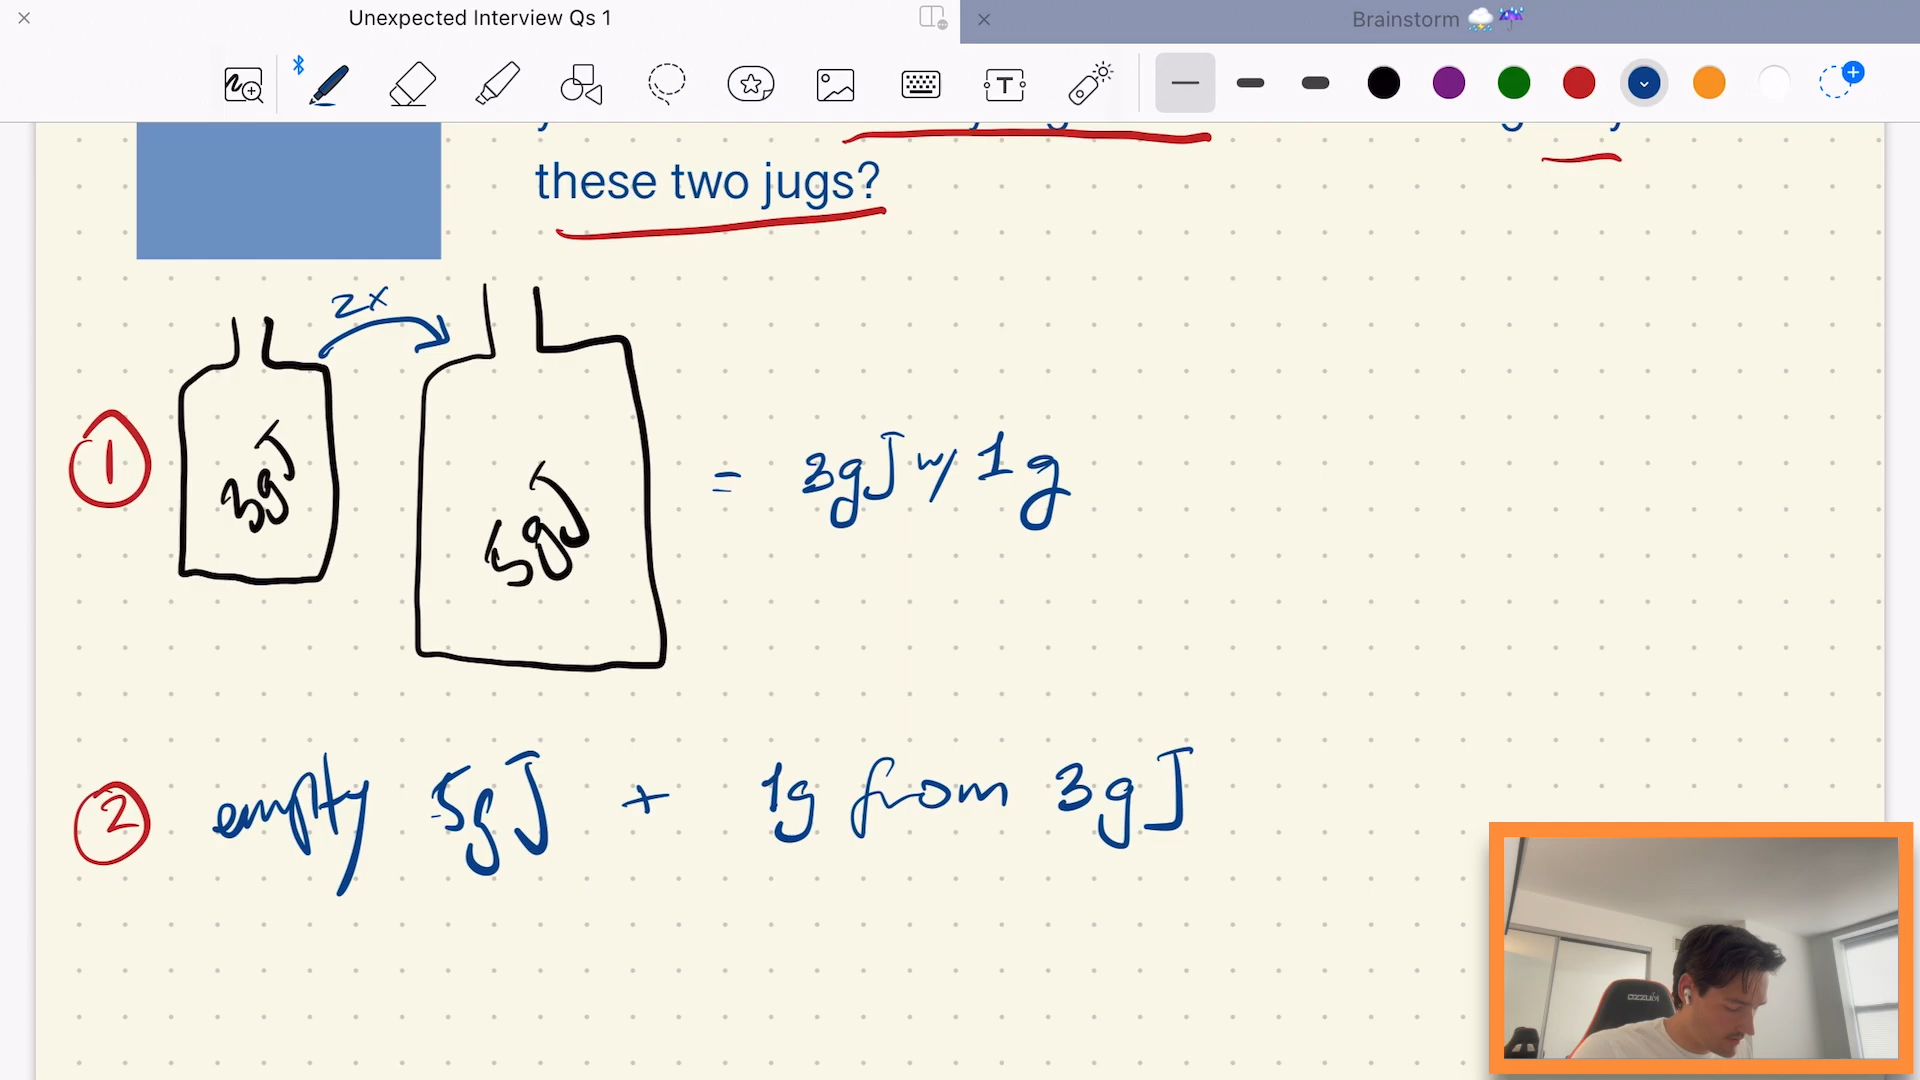 Unexpected Interview Qs 1
Brainstorm ⛈️☔
these two jugs?
2x
1
3gJ
5gJ
= 3gJ w/ 1g
2 empty 5gJ + 1g from 3gJ